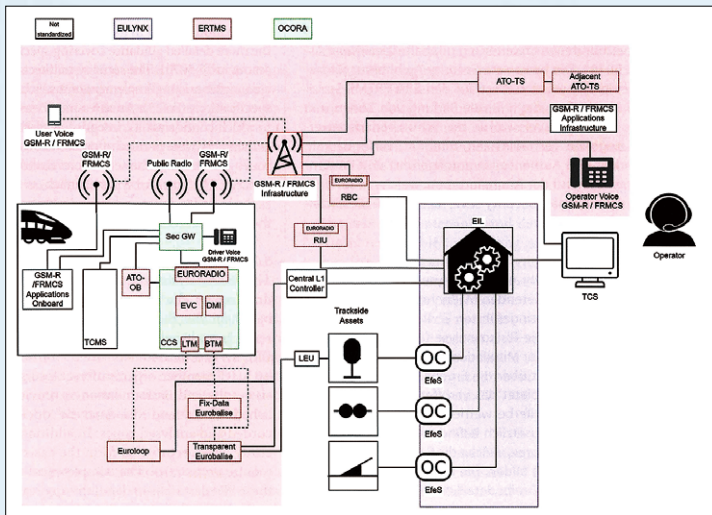 Not
standardized
EULYNX
ERTMS
OCORA
ATO-TS
Adjacent
ATO-TS
GSM-R / FRMCS
Applications
Infrastructure
User Voice
GSM-R / FRMCS
GSM-R/
FRMCS
Public Radio
GSM-R/
FRMCS
GSM-R / FRMCS
Infrastructure
EURORADIO
RBC
Operator Voice
GSM-R / FRMCS
Operator
EURORADIO
RIU
EIL
TCS
Sec GW
Driver Voice
GSM-R / FRMCS
GSM-R
/FRMCS
Applications
Onboard
TCMS
ATO-
OB
EURORADIO
EVC
DMI
CCS
LTM
BTM
Central L1
Controller
Trackside
Assets
LEU
OC
EfeS
OC
EfeS
OC
EfeS
Fix-Data
Eurobalise
Euroloop
Transparent
Eurobalise